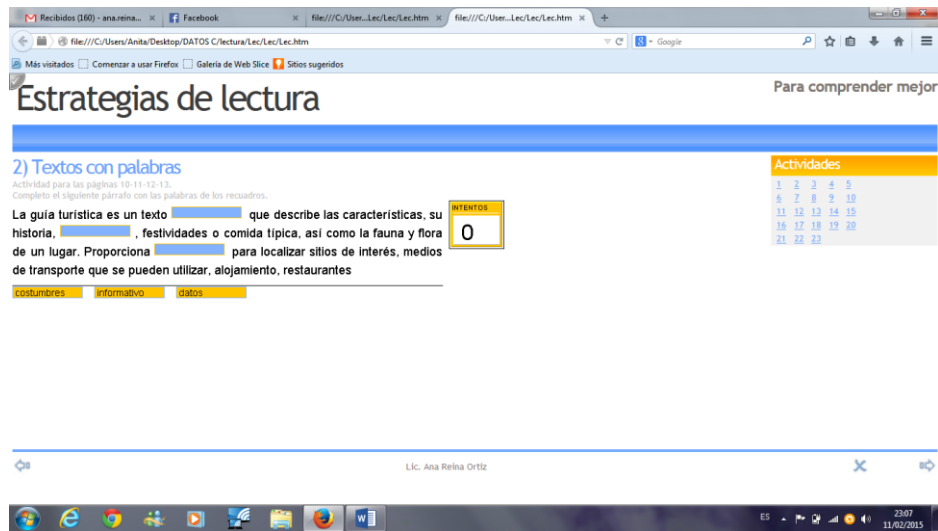 Recibidos (160) - ana.reina... × Facebook × file:///C:/User...Lec/Lec/Lec.htm × file:///C:/User...Lec/Lec/Lec.htm × +
file:///C:/Users/Anita/Desktop/DATOS C/lectura/Lec/Lec/Lec.htm Google
Más visitados Comenzar a usar Firefox Galería de Web Slice Sitios sugeridos
Estrategias de lectura
Para comprender mejor
2) Textos con palabras
Actividad para las páginas 10-11-12-13.
Completo el siguiente párrafo con las palabras de los recuadros.
La guía turística es un texto que describe las características, su
historia, , festividades o comida típica, así como la fauna y flora
de un lugar. Proporciona para localizar sitios de interés, medios
de transporte que se pueden utilizar, alojamiento, restaurantes
costumbres informativo datos
INTENTOS
0
Actividades
1 2 3 4 5
6 7 8 9 10
11 12 13 14 15
16 17 18 19 20
21 22 23
Lic. Ana Reina Ortiz
ES 23:07
11/02/2015